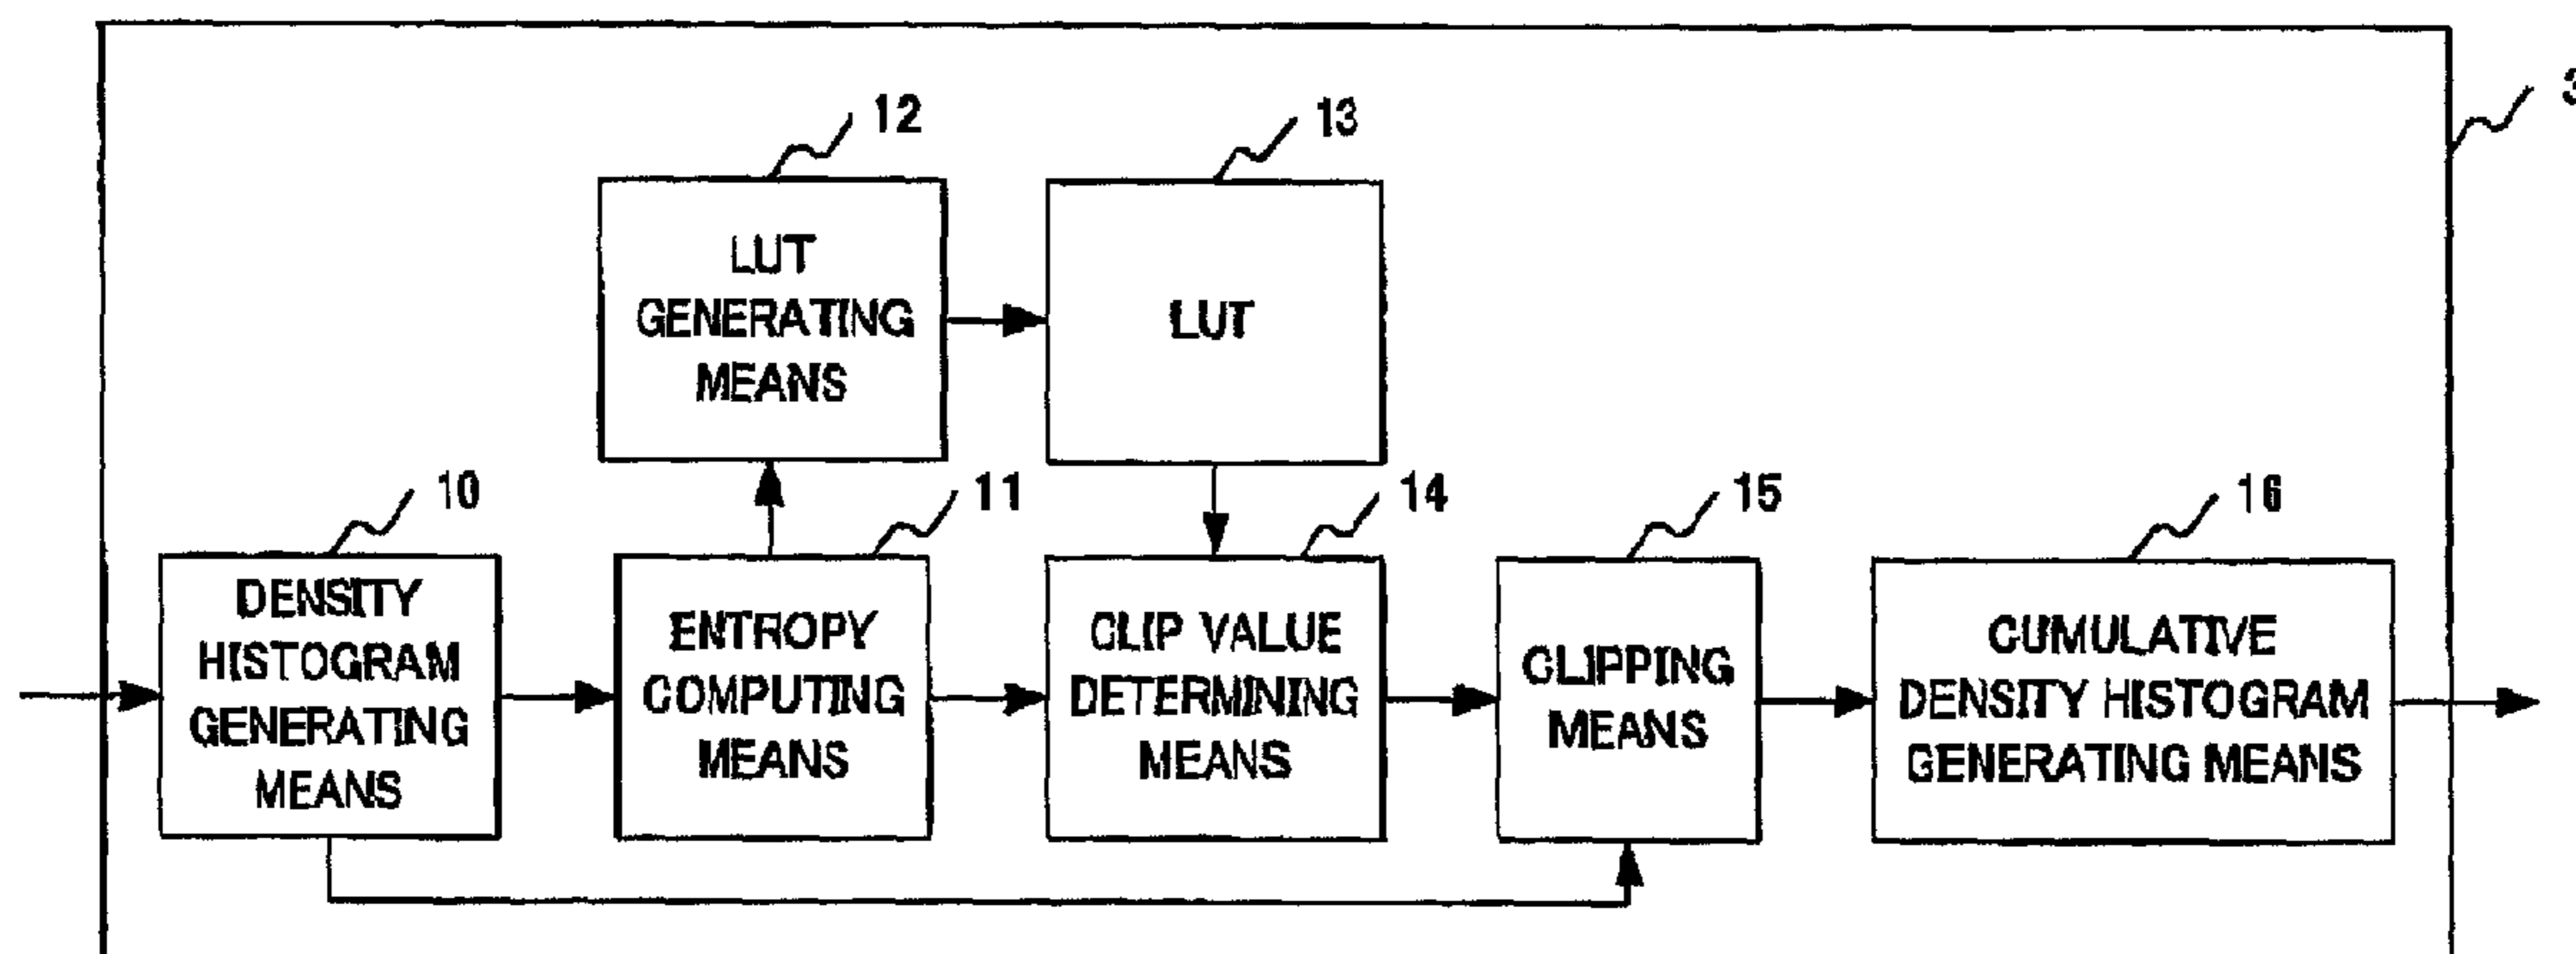 3
12
13
LUT
GENERATING
MEANS
LUT
10
11
14
15
16
DENSITY
HISTOGRAM
GENERATING
MEANS
ENTROPY
COMPUTING
MEANS
CLIP VALUE
DETERMINING
MEANS
CLIPPING
MEANS
CUMULATIVE
DENSITY HISTOGRAM
GENERATING MEANS